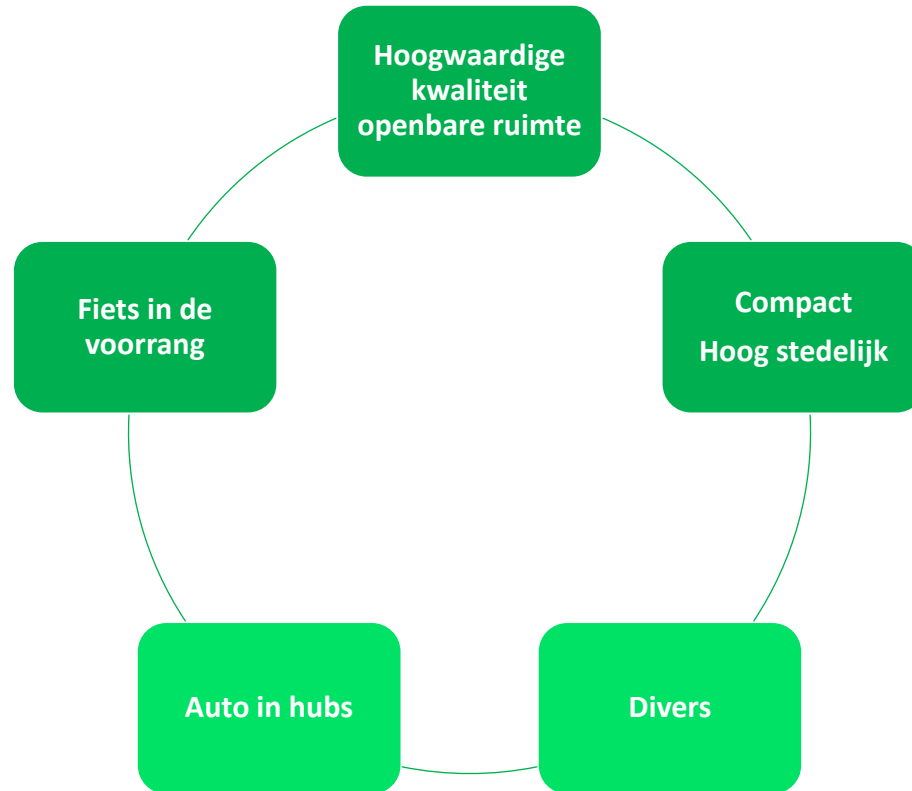 Hoogwaardige
kwaliteit
openbare ruimte
Fiets in de
voorrang
Compact
Hoog stedelijk
Auto in hubs
Divers